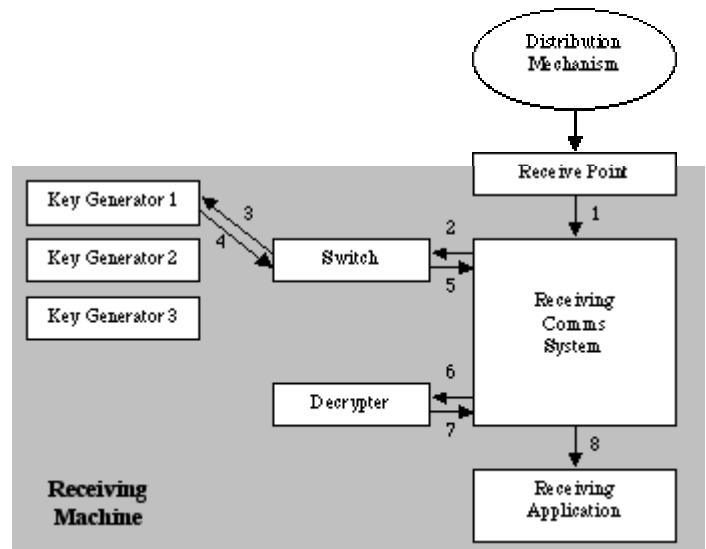 Distribution
Mechanism
Receive Point
1
Key Generator 1
3
4
Key Generator 2
Switch
2
5
Key Generator 3
Receiving
Comms
System
6
Decrypter
7
8
Receiving
Machine
Receiving
Application